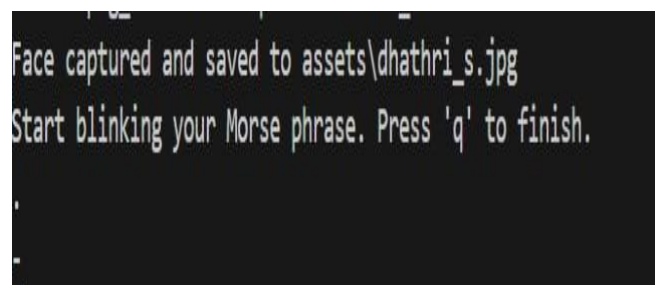 Face captured and saved to assets\dhathri_s.jpg
Start blinking your Morse phrase. Press 'q' to finish.
.
-